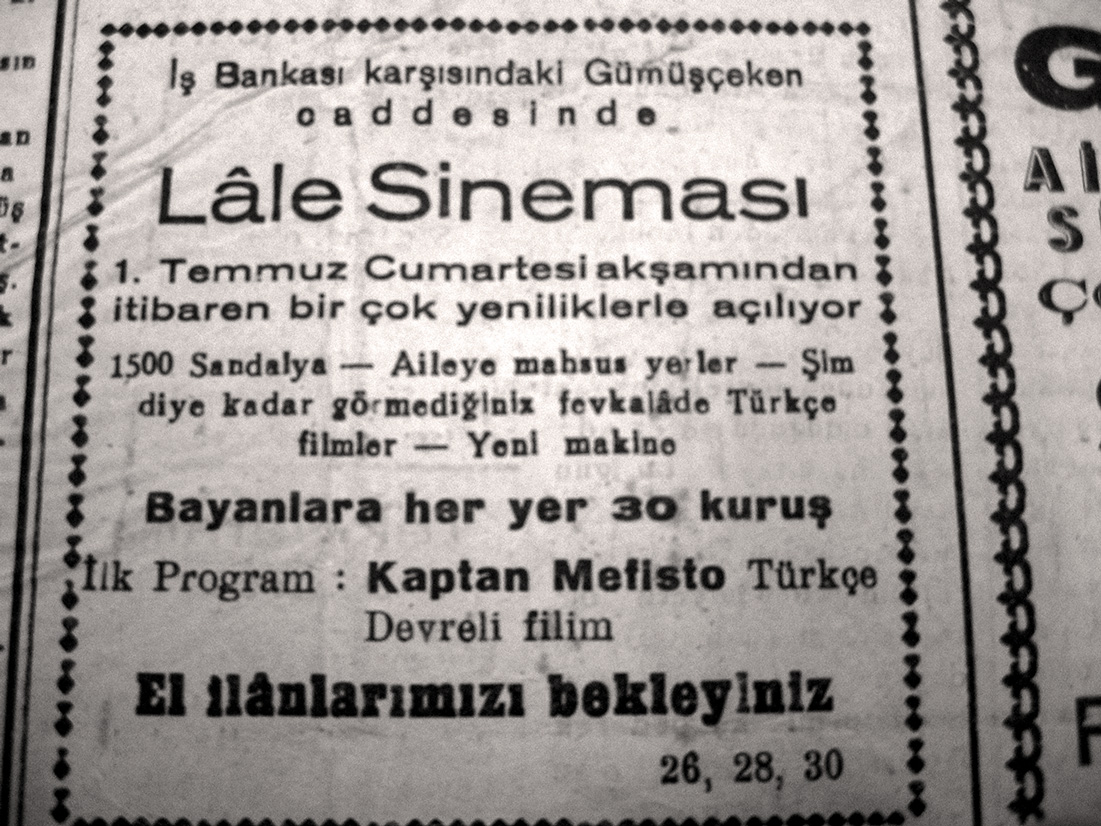 İş Bankası karşısındaki Gümüşçeken
caddesinde
Lâle Sineması
1. Temmuz Cumartesi akşamından
itibaren bir çok yeniliklerle açılıyor
1500 Sandalya — Aileye mahsus yerler — Şim
diye kadar görmediğiniz fevkalâde Türkçe
filmler — Yeni makine
Bayanlara her yer 30 kuruş
İlk Program : Kaptan Mefisto Türkçe
Devreli filim
El ilânlarımızı bekleyiniz
26, 28, 30